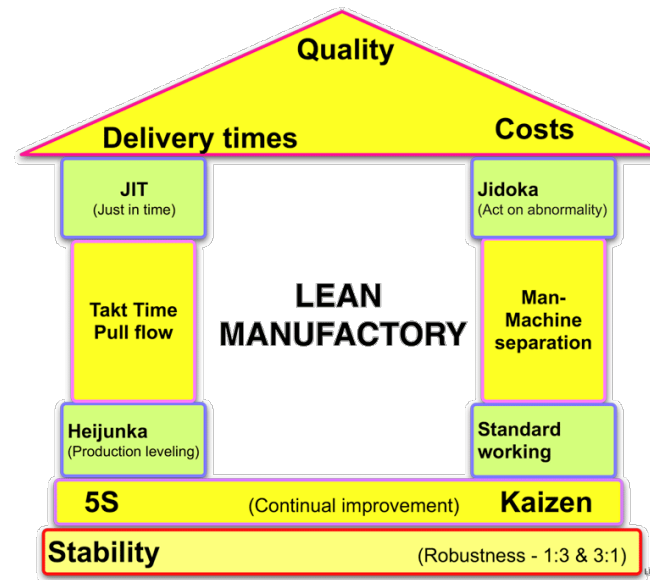 Quality
Delivery times
Costs
JIT
(Just in time)
Jidoka
(Act on abnormality)
Takt Time
Pull flow
LEAN
MANUFACTORY
Man-
Machine
separation
Heijunka
(Production leveling)
Standard
working
5S (Continual improvement) Kaizen
Stability (Robustness - 1:3 & 3:1)